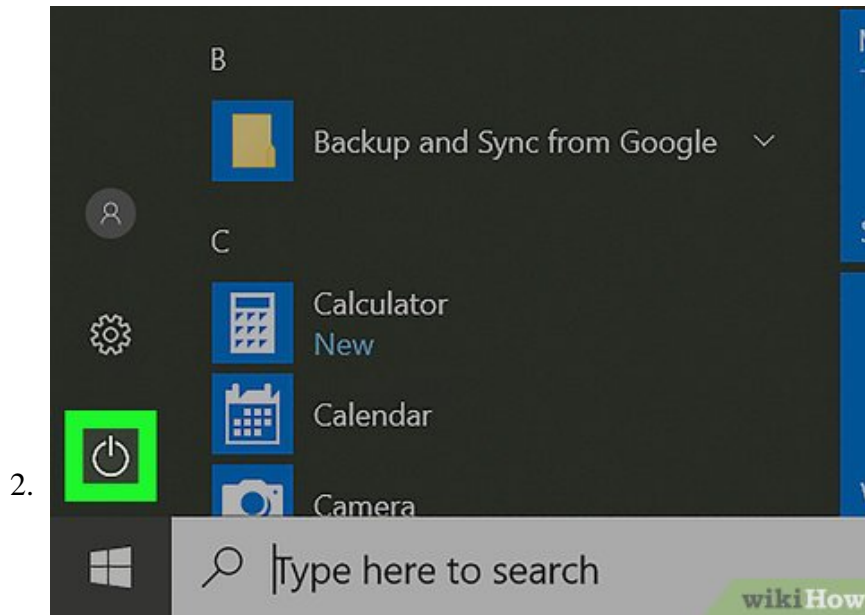 B
Backup and Sync from Google
C
Calculator
New
Calendar
2.
Camera
Type here to search
wikiHow